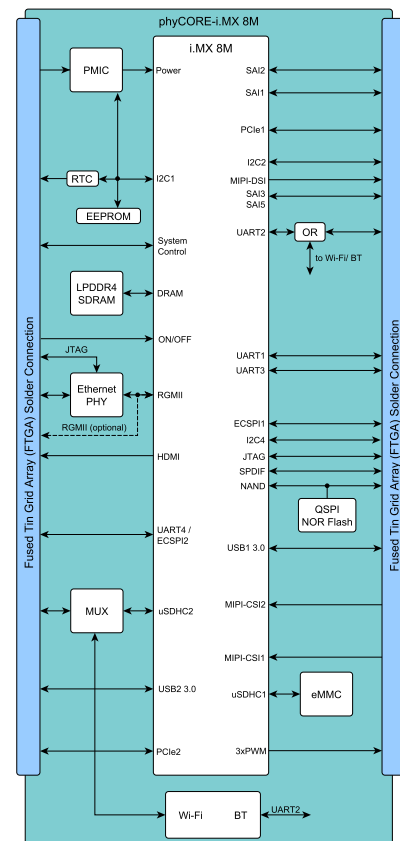 phyCORE-i.MX 8M
i.MX 8M
Fused Tin Grid Array (FTGA) Solder Connection
PMIC
Power
RTC
I2C1
EEPROM
System
Control
LPDDR4
SDRAM
DRAM
ON/OFF
JTAG
Ethernet
PHY
RGMII
RGMII (optional)
HDMI
UART4 /
ECSPI2
MUX
uSDHC2
USB2 3.0
PCIe2
SAI2
SAI1
PCIe1
I2C2
MIPI-DSI
SAI3
SAI5
UART2
OR
to Wi-Fi/ BT
UART1
UART3
ECSPI1
I2C4
JTAG
SPDIF
NAND
QSPI
NOR Flash
USB1 3.0
MIPI-CSI2
MIPI-CSI1
uSDHC1
eMMC
3xPWM
Fused Tin Grid Array (FTGA) Solder Connection
Wi-Fi BT
UART2